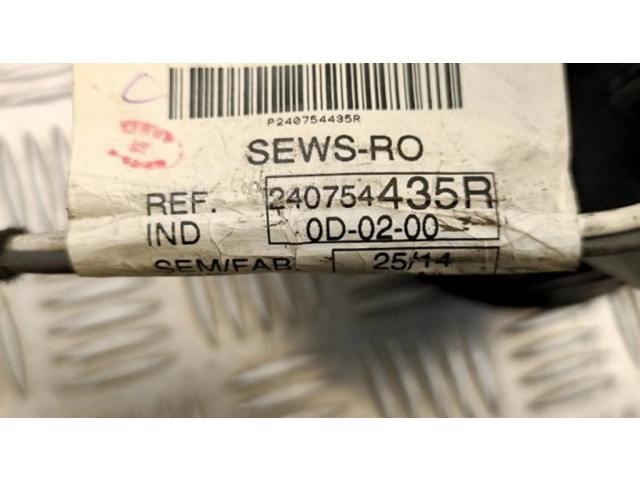 P240754435R
SEWS-RO
REF. 240754435R
IND 0D-02-00
SEM/FAB. 25/14